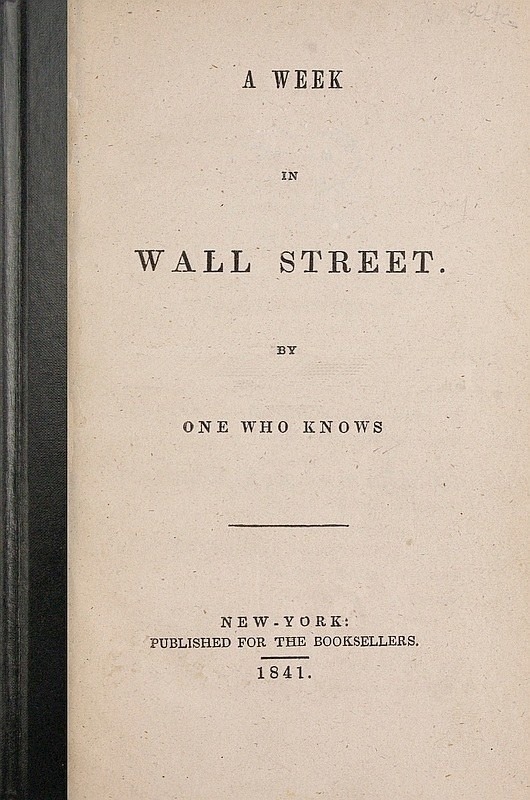 A WEEK
IN
WALL STREET.
BY
ONE WHO KNOWS
NEW-YORK:
PUBLISHED FOR THE BOOKSELLERS.
1841.